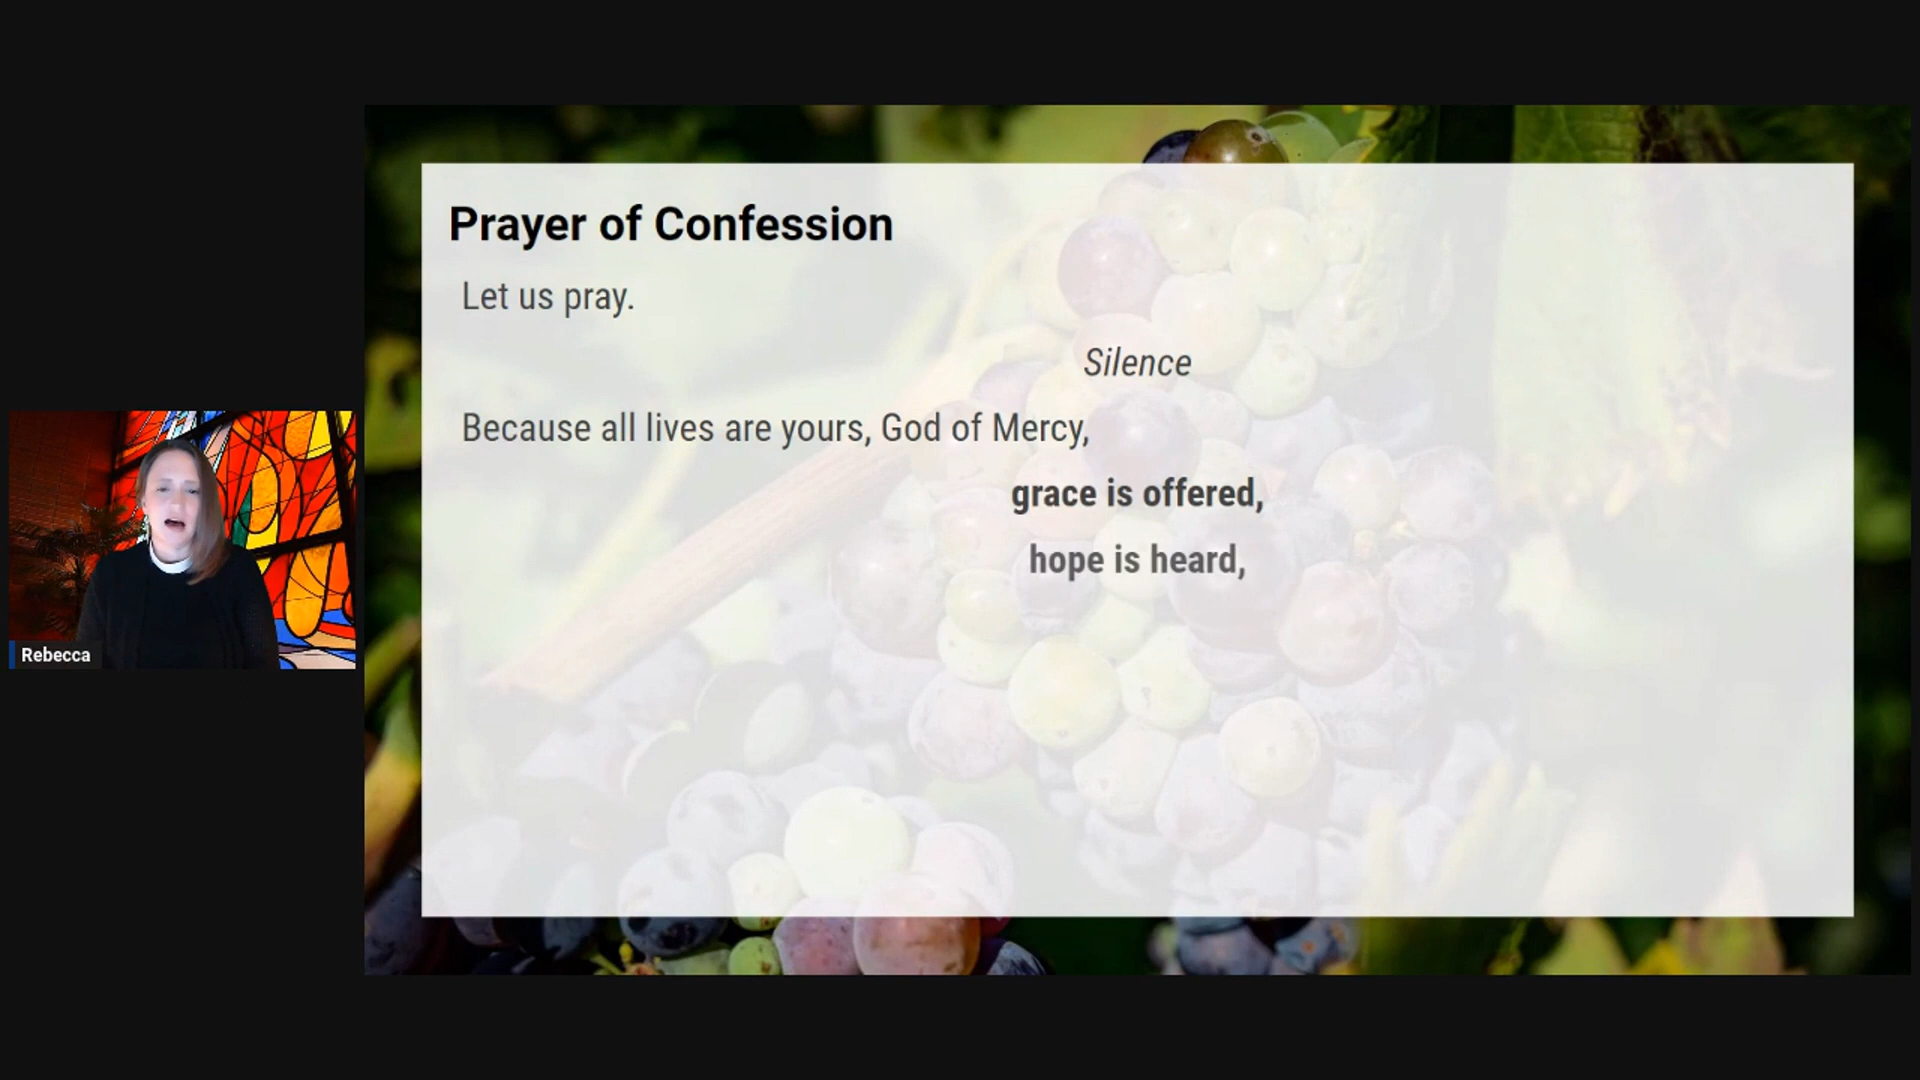 Prayer of Confession
Let us pray.
Silence
Because all lives are yours, God of Mercy,
grace is offered,
hope is heard,
Rebecca